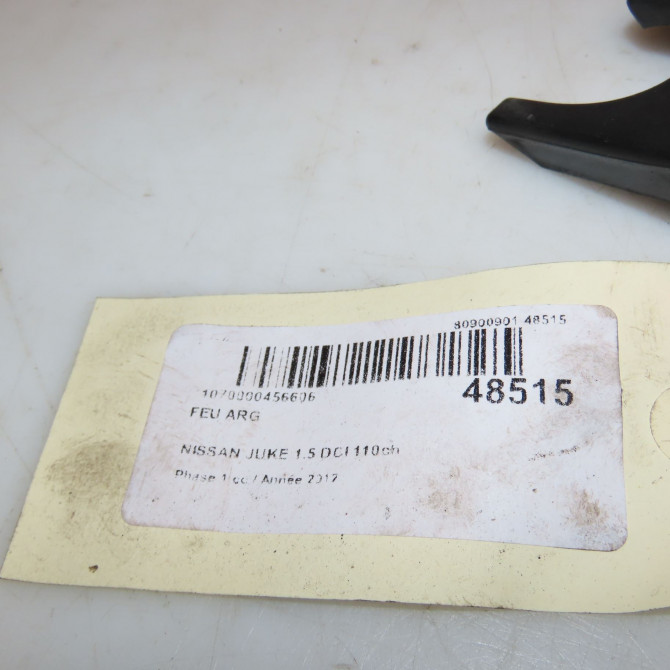 80900901 48515
1070000456606
48515
FEU ARG
NISSAN JUKE 1.5 DCI 110ch
Phase 1 cc / Année 2012